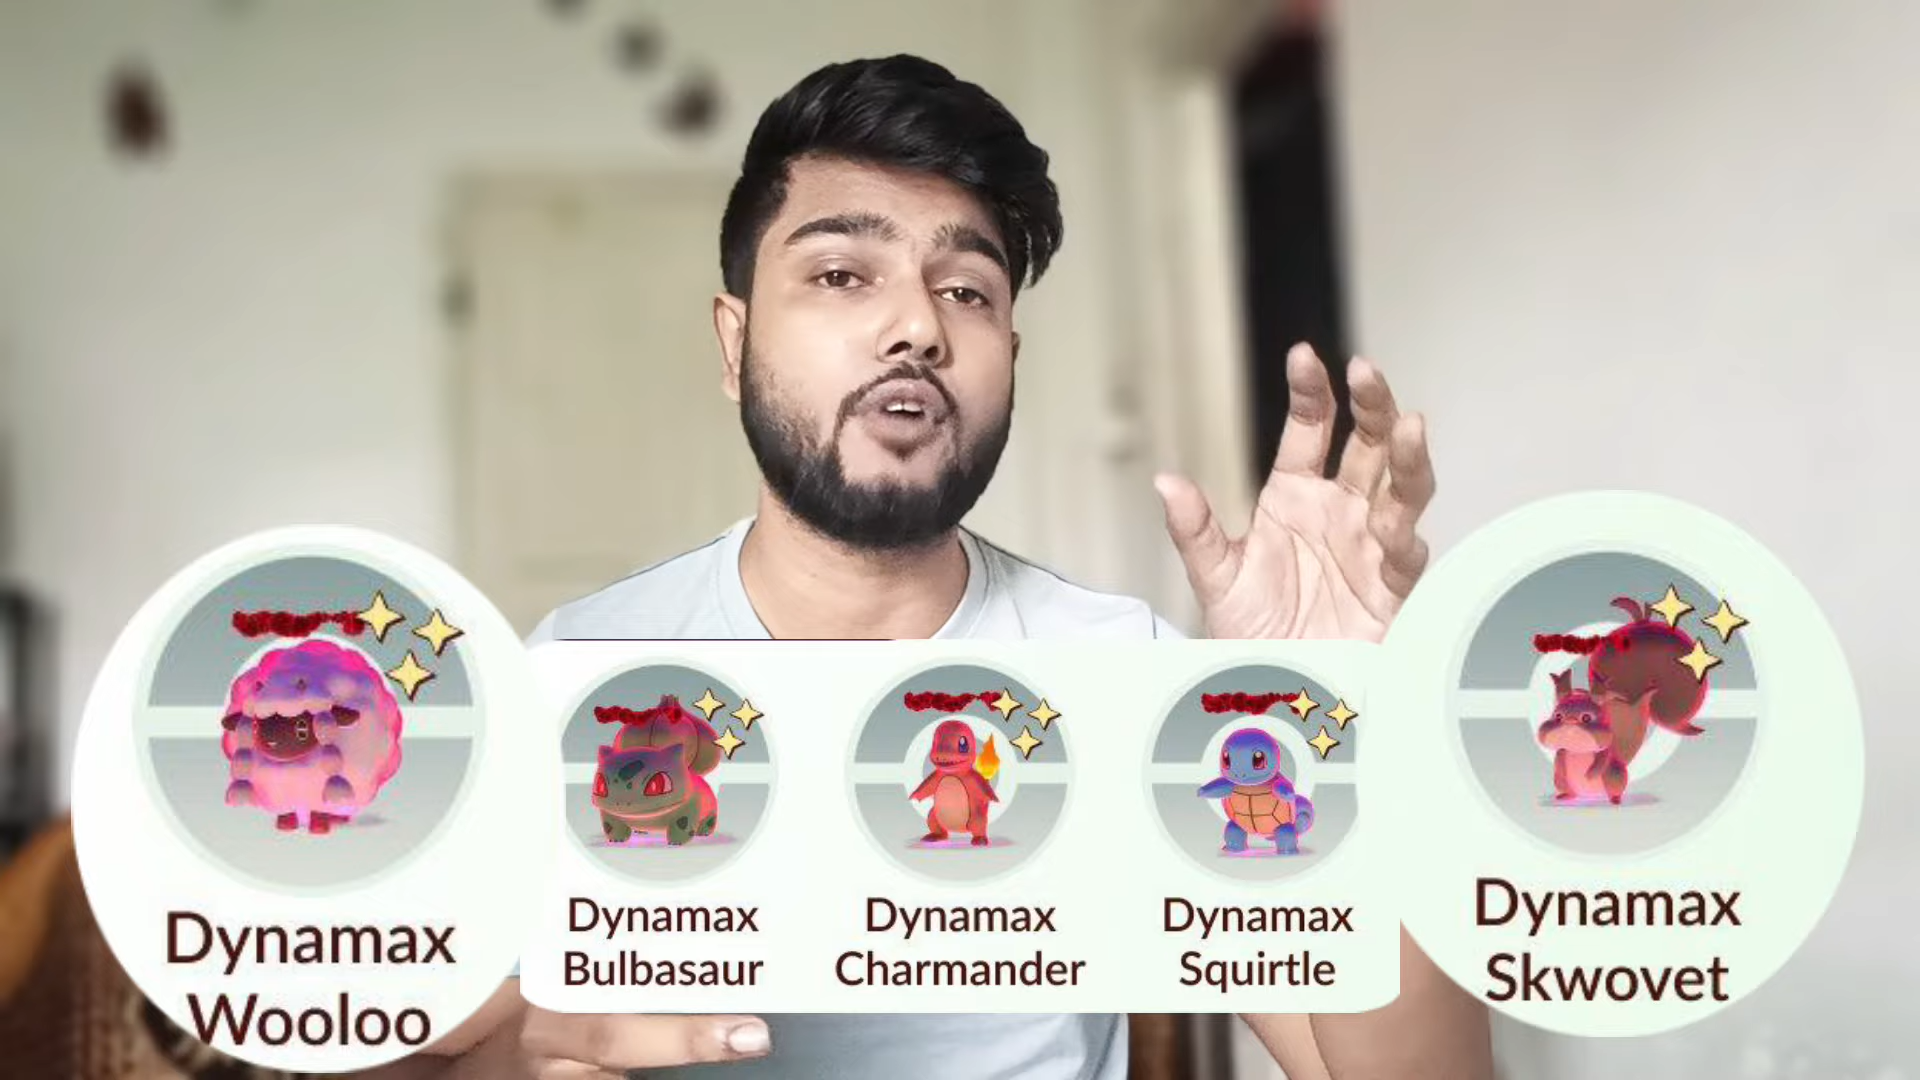 Dynamax
Wooloo
Dynamax
Bulbasaur
Dynamax
Charmander
Dynamax
Squirtle
Dynamax
Skwovet